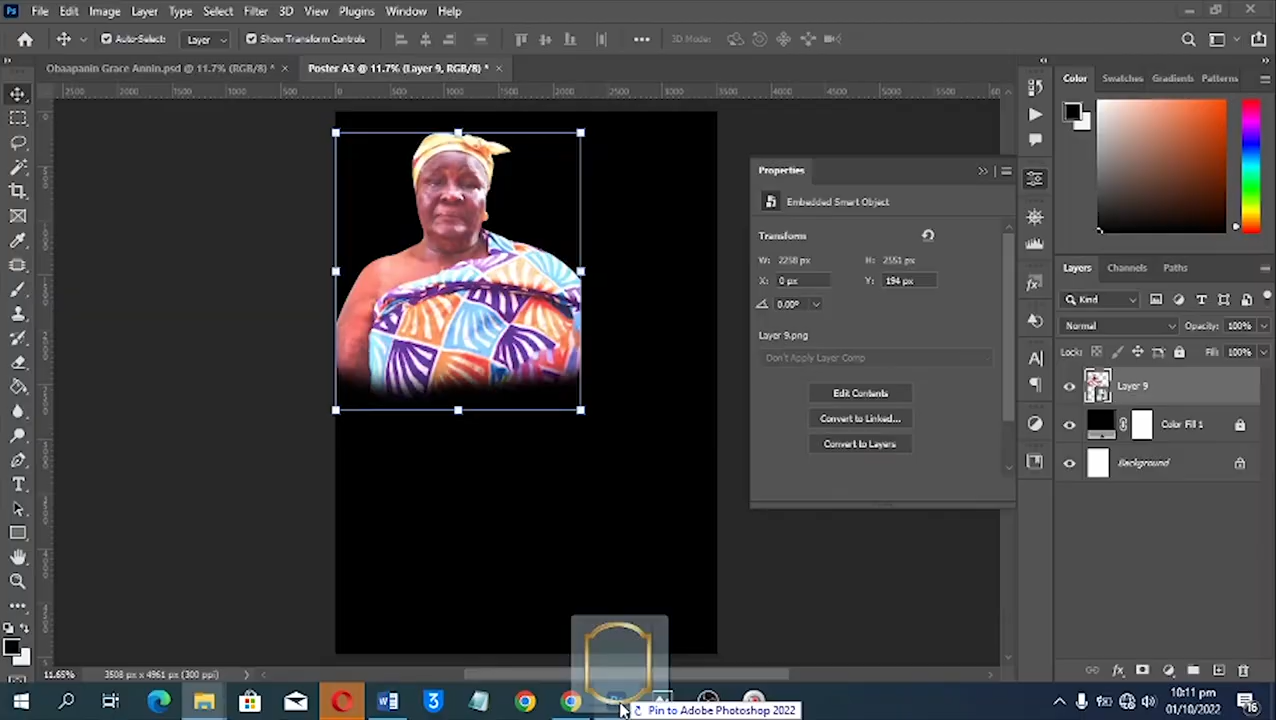 Ps File Edit Image Layer Type Select Filter 3D View Plugins Window Help
Auto-Select: Layer Show Transform Controls 3D Mode:
Obaapanin Grace Annin.psd @ 11.7% (RGB/8) * × Poster A3 @ 11.7% (Layer 9, RGB/8) * ×
Color Swatches Gradients Patterns
Properties
Embedded Smart Object
Transform
W: 2258 px H: 2551 px
X: 0 px Y: 194 px
0.00°
Layer 9.png
Don't Apply Layer Comp
Edit Contents
Convert to Linked...
Convert to Layers
Layers Channels Paths
Kind
Normal Opacity: 100%
Lock: Fill: 100%
Layer 9
Color Fill 1
Background
11.65% 3508 px x 4961 px (300 ppi)
Pin to Adobe Photoshop 2022
10:11 pm
01/10/2022